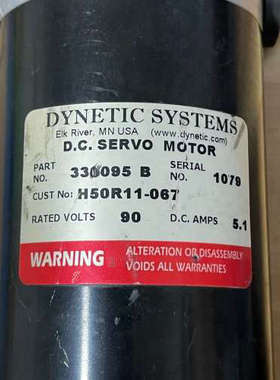 DYNETIC SYSTEMS
Elk River, MN USA (www.dynetic.com)
D.C. SERVO MOTOR
PART NO. 330095 B SERIAL NO. 1079
CUST No: H50R11-067
RATED VOLTS 90 D.C. AMPS 5.1
WARNING ALTERATION OR DISASSEMBLY
VOIDS ALL WARRANTIES